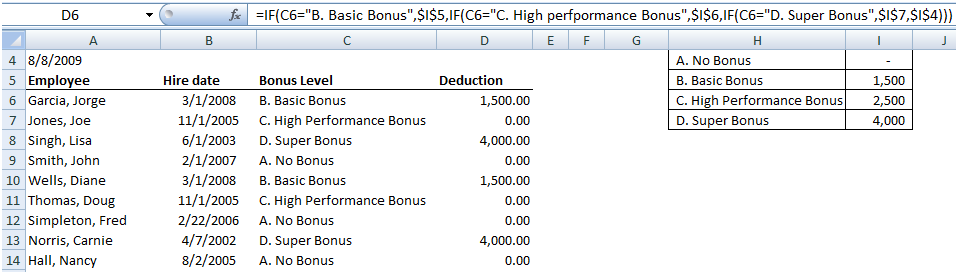 D6 fx =IF(C6="B. Basic Bonus",$I$5,IF(C6="C. High perfpormance Bonus",$I$6,IF(C6="D. Super Bonus",$I$7,$I$4)))
A B C D E F G H I J
4 8/8/2009 A. No Bonus -
5 Employee Hire date Bonus Level Deduction B. Basic Bonus 1,500
6 Garcia, Jorge 3/1/2008 B. Basic Bonus 1,500.00 C. High Performance Bonus 2,500
7 Jones, Joe 11/1/2005 C. High Performance Bonus 0.00 D. Super Bonus 4,000
8 Singh, Lisa 6/1/2003 D. Super Bonus 4,000.00
9 Smith, John 2/1/2007 A. No Bonus 0.00
10 Wells, Diane 3/1/2008 B. Basic Bonus 1,500.00
11 Thomas, Doug 11/1/2005 C. High Performance Bonus 0.00
12 Simpleton, Fred 2/22/2006 A. No Bonus 0.00
13 Norris, Carnie 4/7/2002 D. Super Bonus 4,000.00
14 Hall, Nancy 8/2/2005 A. No Bonus 0.00